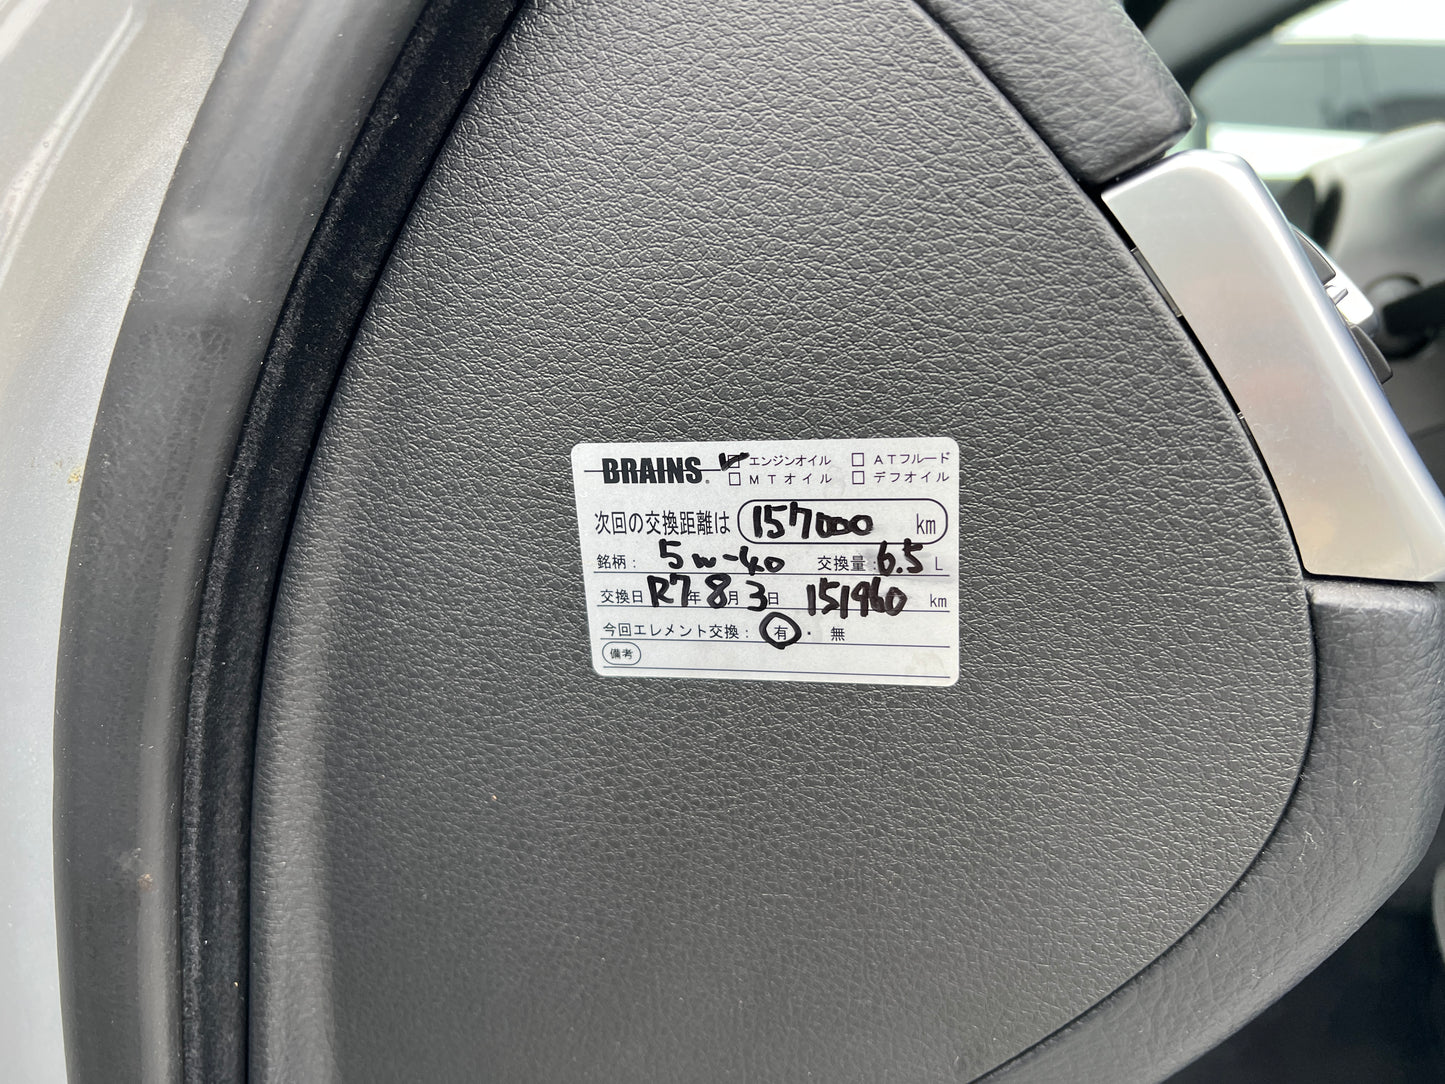 BRAINS. ☑ エンジンオイル □ ATフルード
□ MTオイル □ デフオイル
次回の交換距離は 157000 km
銘柄: 5w-40 交換量: 6.5 L
交換日 R7年 8月 3日 151960 km
今回エレメント交換: 有・無
備考